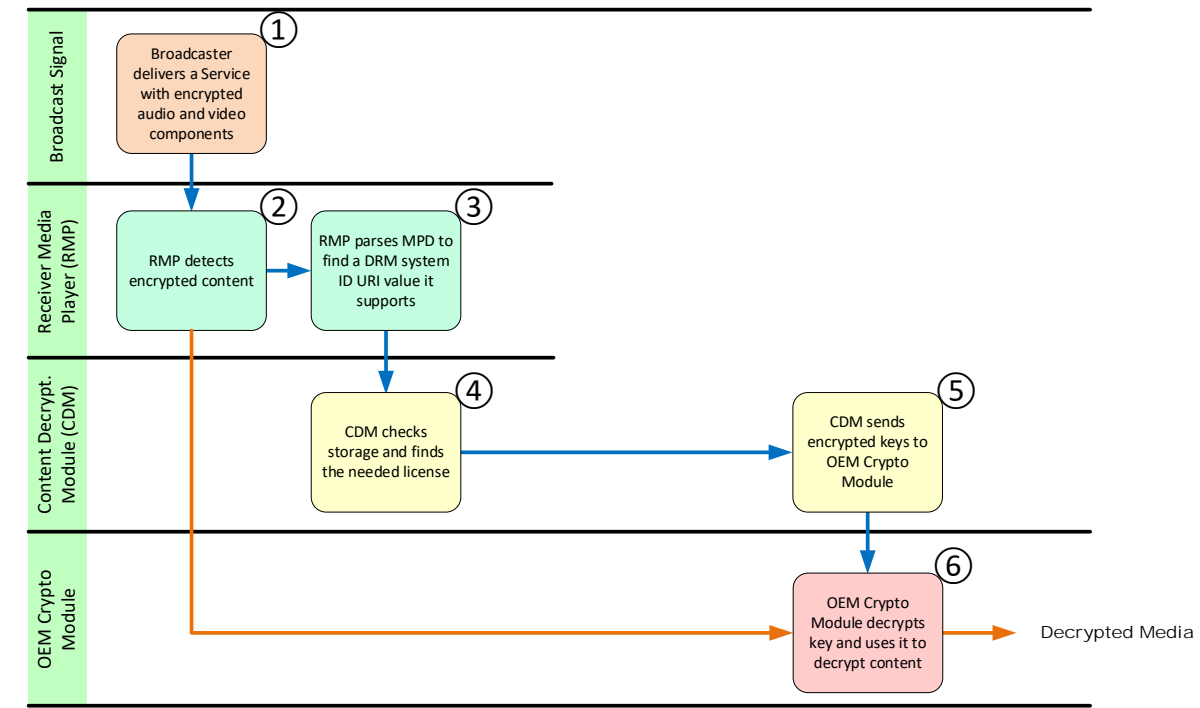 Broadcast Signal
1
Broadcaster
delivers a Service
with encrypted
audio and video
components
Receiver Media
Player (RMP)
2
RMP detects
encrypted content
3
RMP parses MPD to
find a DRM system
ID URI value it
supports
Content Decrypt.
Module (CDM)
4
CDM checks
storage and finds
the needed license
5
CDM sends
encrypted keys to
OEM Crypto
Module
OEM Crypto
Module
6
OEM Crypto
Module decrypts
key and uses it to
decrypt content
Decrypted Media